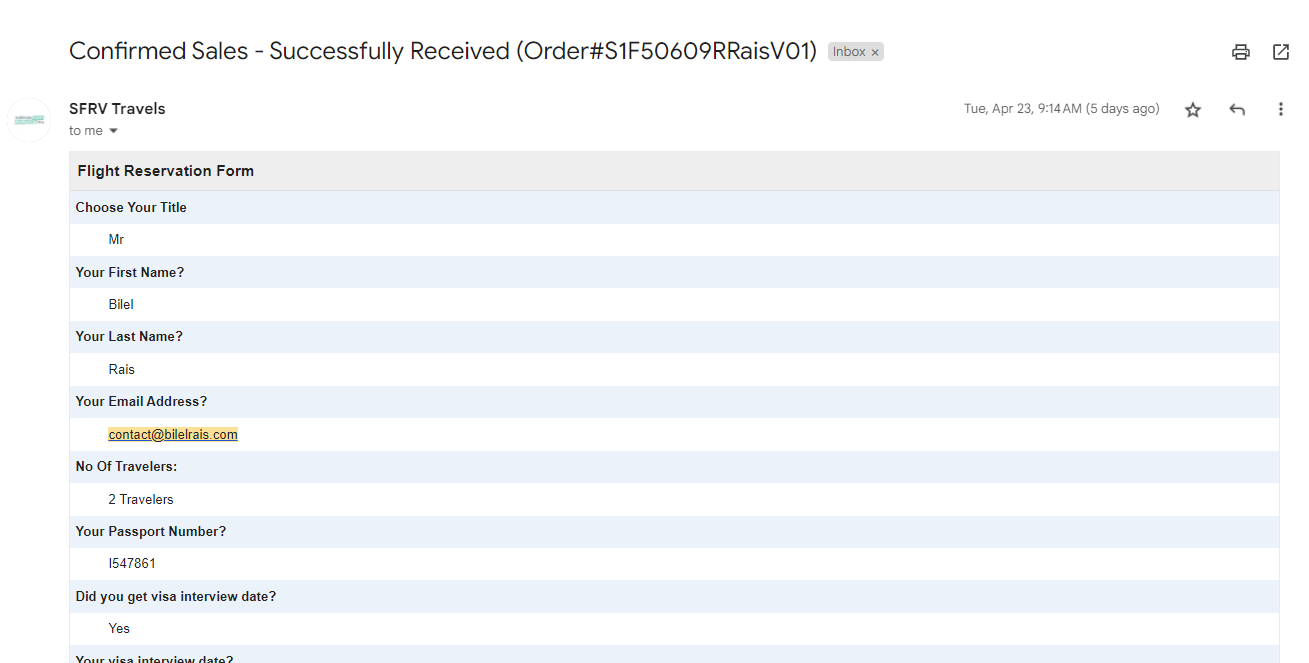 Confirmed Sales - Successfully Received (Order#S1F50609RRaisV01) Inbox ×
SFRV Travels
Tue, Apr 23, 9:14 AM (5 days ago)
to me
Flight Reservation Form
Choose Your Title
Mr
Your First Name?
Bilel
Your Last Name?
Rais
Your Email Address?
contact@bilelrais.com
No Of Travelers:
2 Travelers
Your Passport Number?
I547861
Did you get visa interview date?
Yes
Your visa interview date?